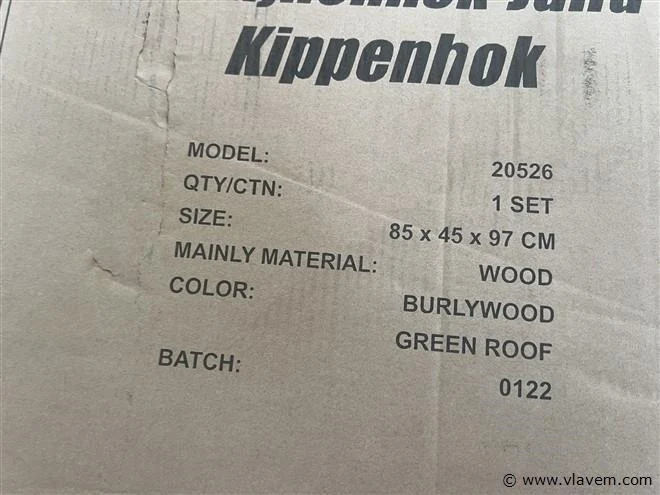 Kippenhok
MODEL: 20526
QTY/CTN: 1 SET
SIZE: 85 x 45 x 97 CM
MAINLY MATERIAL: WOOD
COLOR: BURLYWOOD
GREEN ROOF
BATCH: 0122
© www.vlavem.com